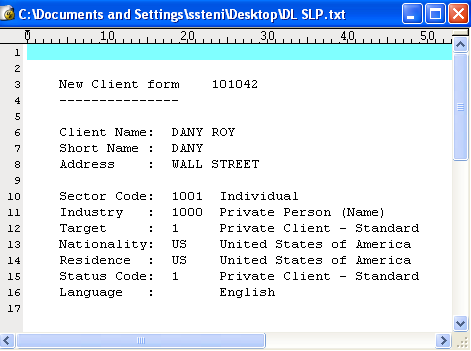 C:\Documents and Settings\ssteni\Desktop\DL SLP.txt
0 10 20 30 40 50
1
2
3 New Client form 101042
4 ---------------
5
6 Client Name: DANY ROY
7 Short Name : DANY
8 Address : WALL STREET
9
10 Sector Code: 1001 Individual
11 Industry : 1000 Private Person (Name)
12 Target : 1 Private Client - Standard
13 Nationality: US United States of America
14 Residence : US United States of America
15 Status Code: 1 Private Client - Standard
16 Language : English
17